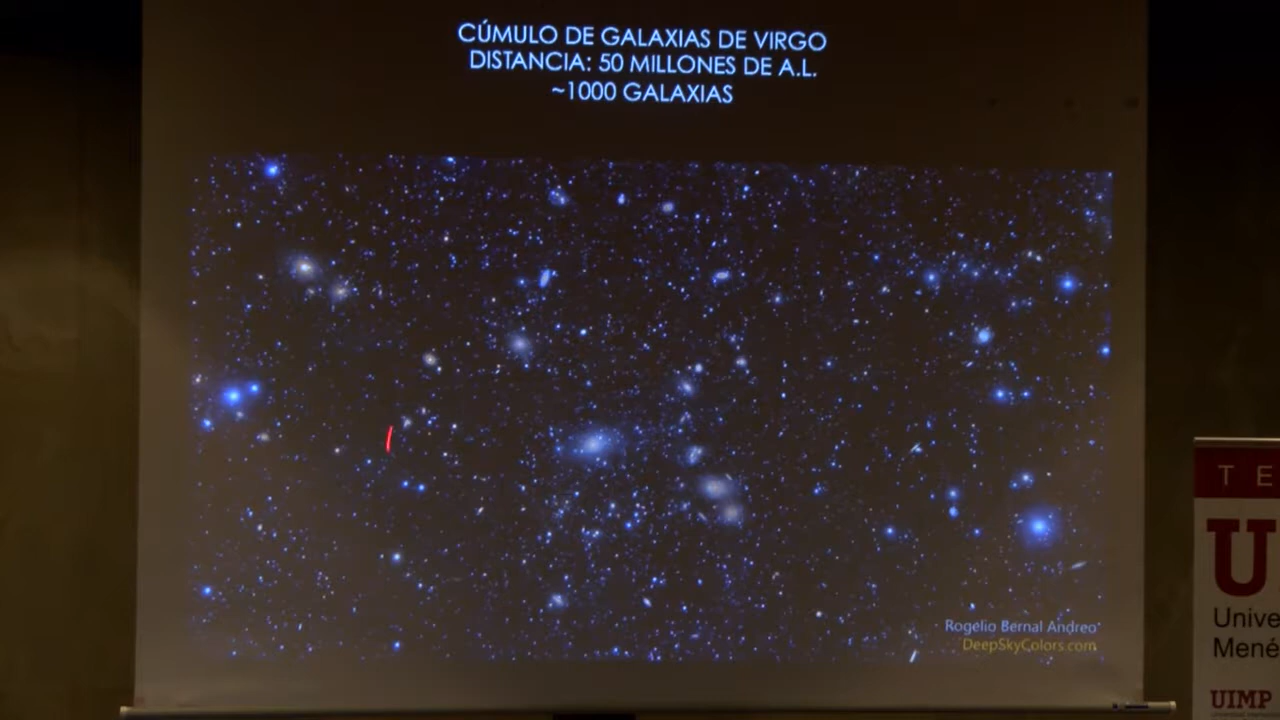 CÚMULO DE GALAXIAS DE VIRGO
DISTANCIA: 50 MILLONES DE A.L.
~1000 GALAXIAS
Rogelio Bernal Andreo
DeepSkyColors.com
T E
U
Unive
Mené
UIMP